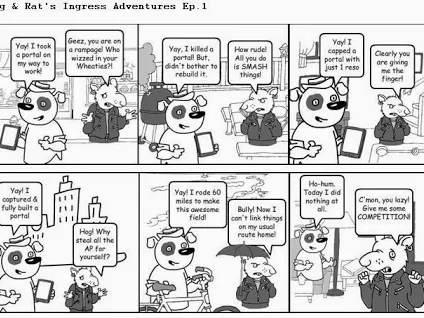 g & Rat's Ingress Adventures Ep.1
Yay! I took
a portal on
my way to
work!
Geez, you are on
a rampage! Who
wizzed in your
Wheaties?!
Yay, I killed a
portal! But,
didn't bother to
rebuild it.
How rude!
All you do
is SMASH
things!
Yay! I
capped a
portal with
just 1 reso
Clearly you
are giving
me the
finger!
Yay! I
captured &
fully built a
portal
Hog! Why
steal all the
AP for
yourself?
Yay! I rode 60
miles to make
this awesome
field!
Bully! Now I
can't link things
on my usual
route home!
Ho-hum.
Today I did
nothing at
all.
C'mon, you lazy!
Give me some
COMPETITION!